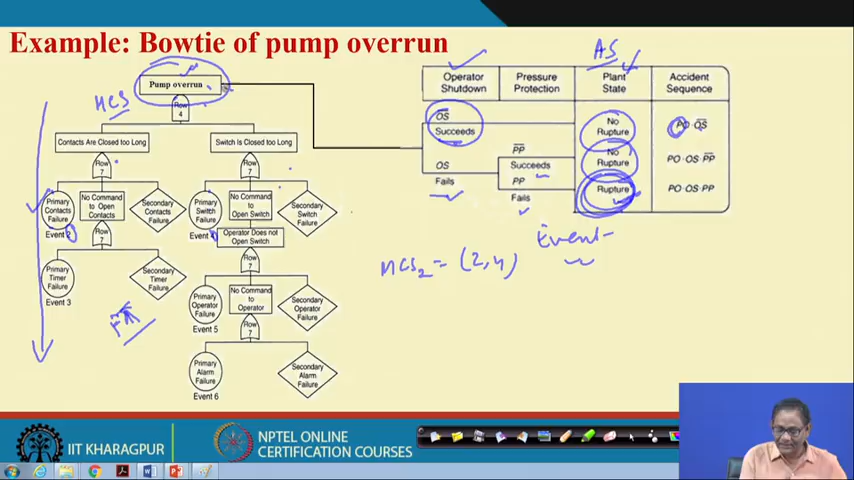 Example: Bowtie of pump overrun
MCS
Pump overrun
Row
4
Contacts Are Closed too Long
Switch Is Closed too Long
Row
7
Row
7
Primary
Contacts
Failure
Event 2
No Command
to Open
Contacts
Secondary
Contacts
Failure
Primary
Switch
Failure
Event 4
No Command
to
Open Switch
Secondary
Switch
Failure
Row
7
Operator Does not
Open Switch
Row
7
Primary
Timer
Failure
Event 3
Secondary
Timer
Failure
Primary
Operator
Failure
Event 5
No Command
to
Operator
Secondary
Operator
Failure
Row
7
Primary
Alarm
Failure
Event 6
Secondary
Alarm
Failure
AS
Operator
Shutdown
Pressure
Protection
Plant
State
Accident
Sequence
O̅S̅
Succeeds
No
Rupture
PO·O̅S̅
OS
Fails
P̅P̅
Succeeds
No
Rupture
PO·OS·P̅P̅
PP
Fails
Rupture
PO·OS·PP
Event
MCS₂ = (2,4)
IIT KHARAGPUR
NPTEL ONLINE
CERTIFICATION COURSES